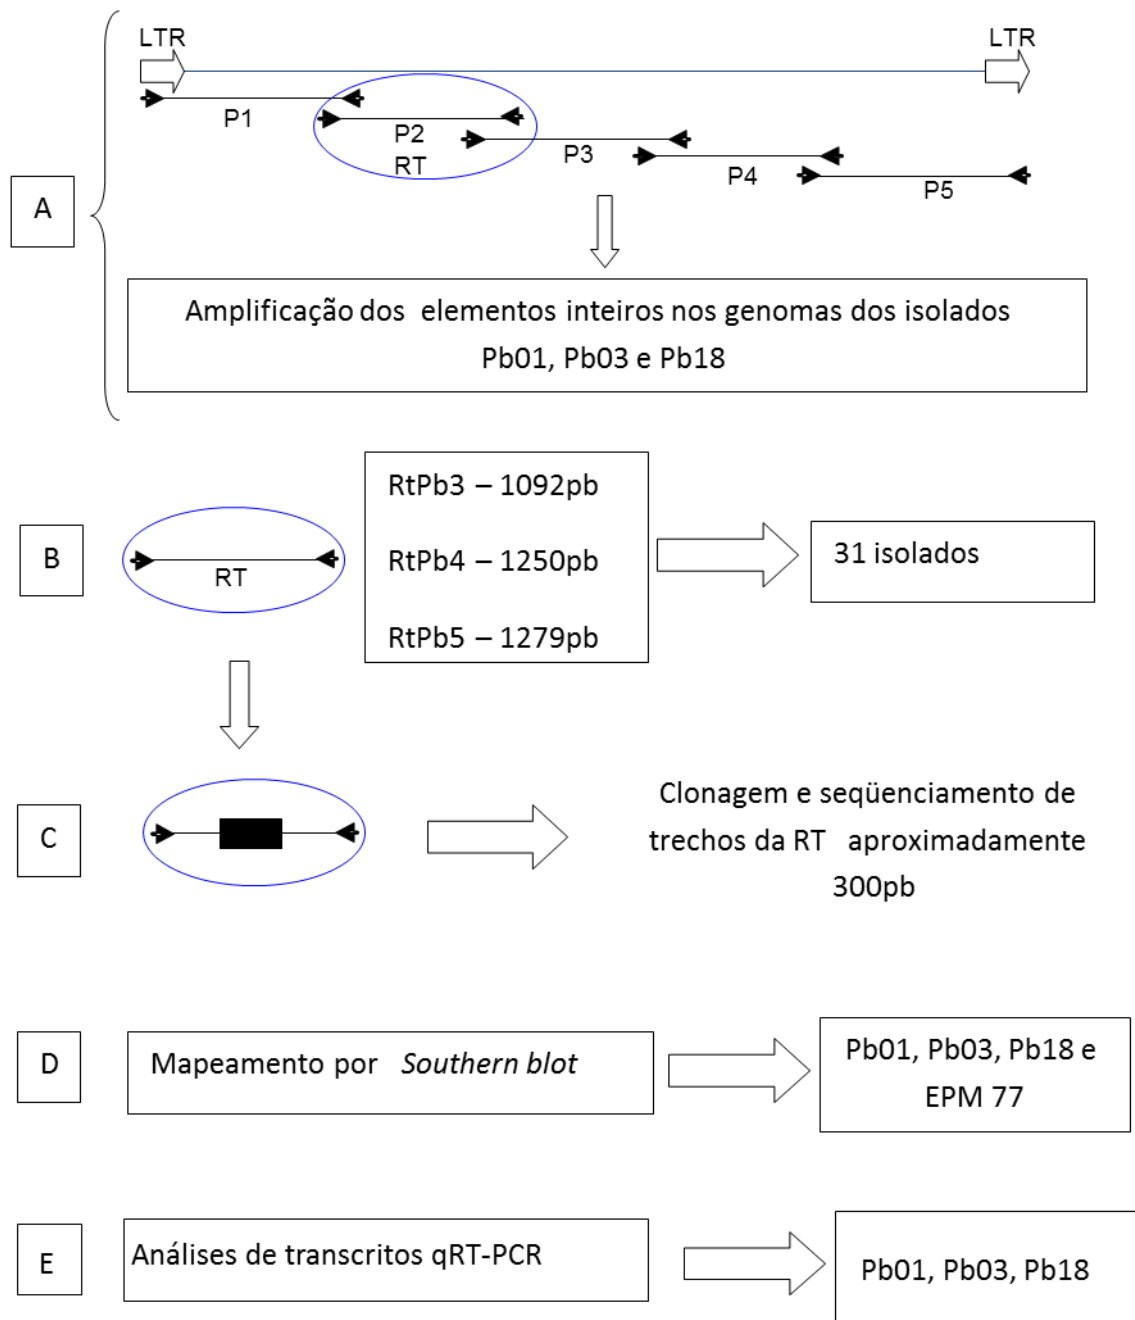 LTR
LTR
P1
P2
RT
P3
P4
P5
A
Amplificação dos elementos inteiros nos genomas dos isolados
Pb01, Pb03 e Pb18
B
RT
RtPb3 – 1092pb
RtPb4 – 1250pb
RtPb5 – 1279pb
31 isolados
C
Clonagem e seqüenciamento de
trechos da RT aproximadamente
300pb
D
Mapeamento por Southern blot
Pb01, Pb03, Pb18 e
EPM 77
E
Análises de transcritos qRT-PCR
Pb01, Pb03, Pb18